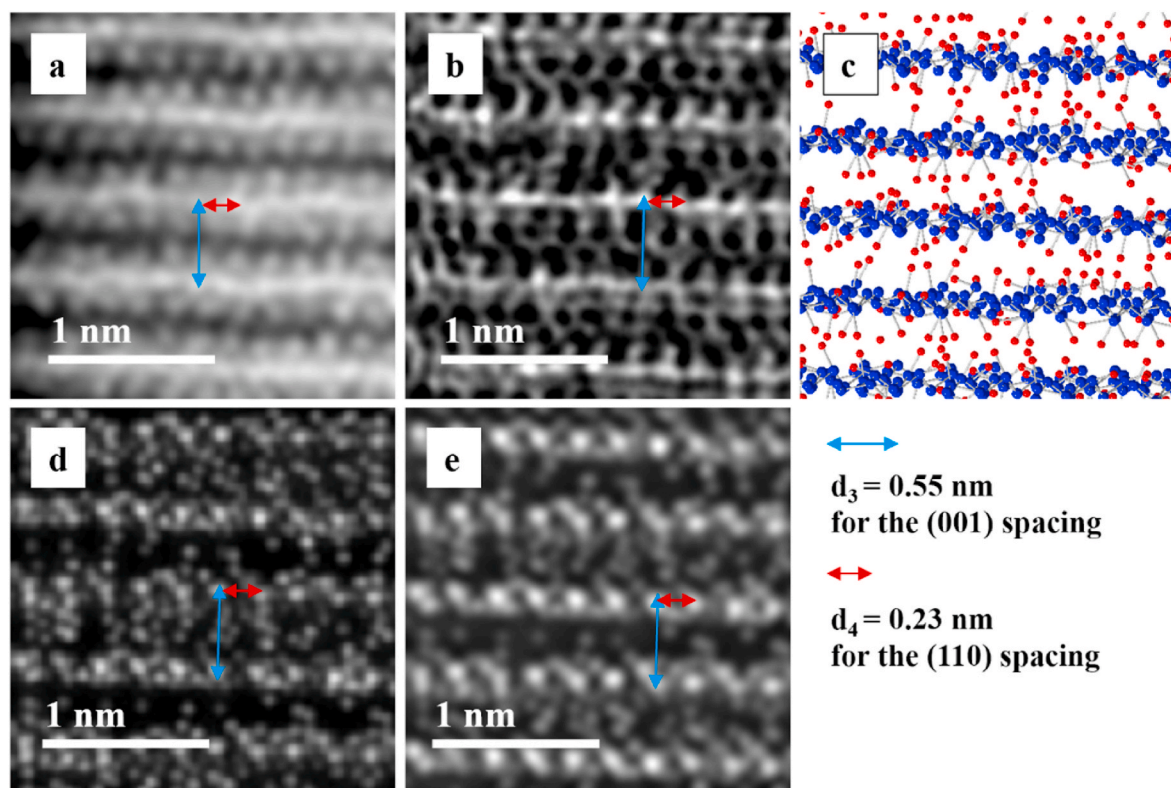 a
b
c
1 nm
1 nm
d
e
d₃ = 0.55 nm
for the (001) spacing
d₄ = 0.23 nm
for the (110) spacing
1 nm
1 nm